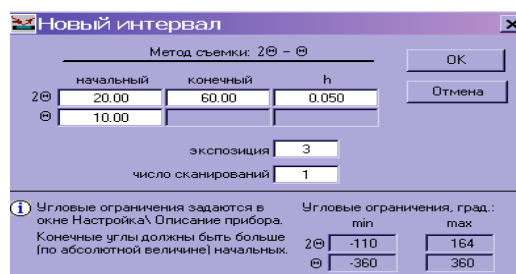 Новый интервал
Метод съемки: 2Θ – Θ
OK
начальный конечный h
Отмена
2Θ 20.00 60.00 0.050
Θ 10.00
экспозиция 3
число сканирований 1
Угловые ограничения задаются в
окне Настройка\ Описание прибора.
Конечные углы должны быть больше
(по абсолютной величине) начальных.
Угловые ограничения, град.:
min max
2Θ -110 164
Θ -360 360